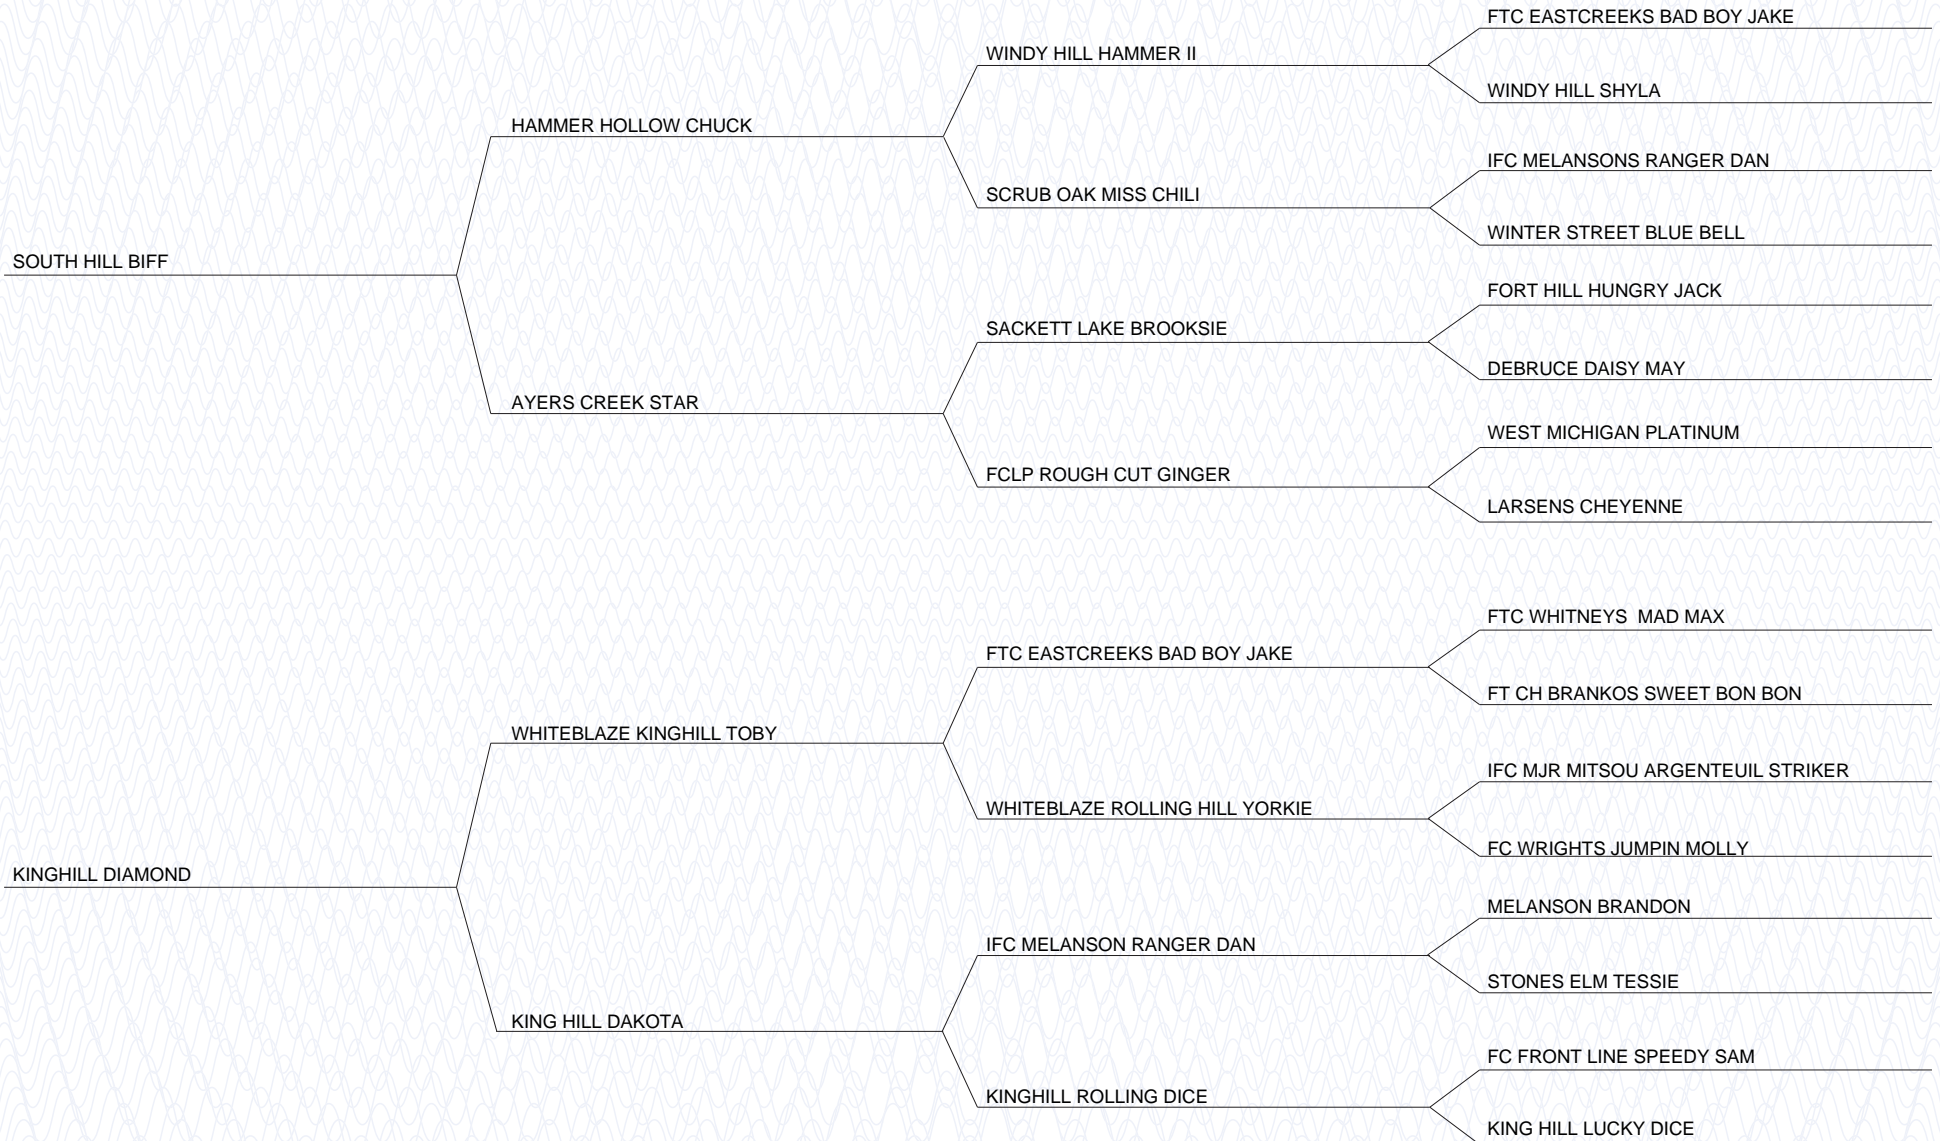 FTC EASTCREEKS BAD BOY JAKE
WINDY HILL HAMMER II
WINDY HILL SHYLA
HAMMER HOLLOW CHUCK
IFC MELANSONS RANGER DAN
SCRUB OAK MISS CHILI
WINTER STREET BLUE BELL
SOUTH HILL BIFF
FORT HILL HUNGRY JACK
SACKETT LAKE BROOKSIE
DEBRUCE DAISY MAY
AYERS CREEK STAR
WEST MICHIGAN PLATINUM
FCLP ROUGH CUT GINGER
LARSENS CHEYENNE
FTC WHITNEYS  MAD MAX
FTC EASTCREEKS BAD BOY JAKE
FT CH BRANKOS SWEET BON BON
WHITEBLAZE KINGHILL TOBY
IFC MJR MITSOU ARGENTEUIL STRIKER
WHITEBLAZE ROLLING HILL YORKIE
FC WRIGHTS JUMPIN MOLLY
KINGHILL DIAMOND
MELANSON BRANDON
IFC MELANSON RANGER DAN
STONES ELM TESSIE
KING HILL DAKOTA
FC FRONT LINE SPEEDY SAM
KINGHILL ROLLING DICE
KING HILL LUCKY DICE